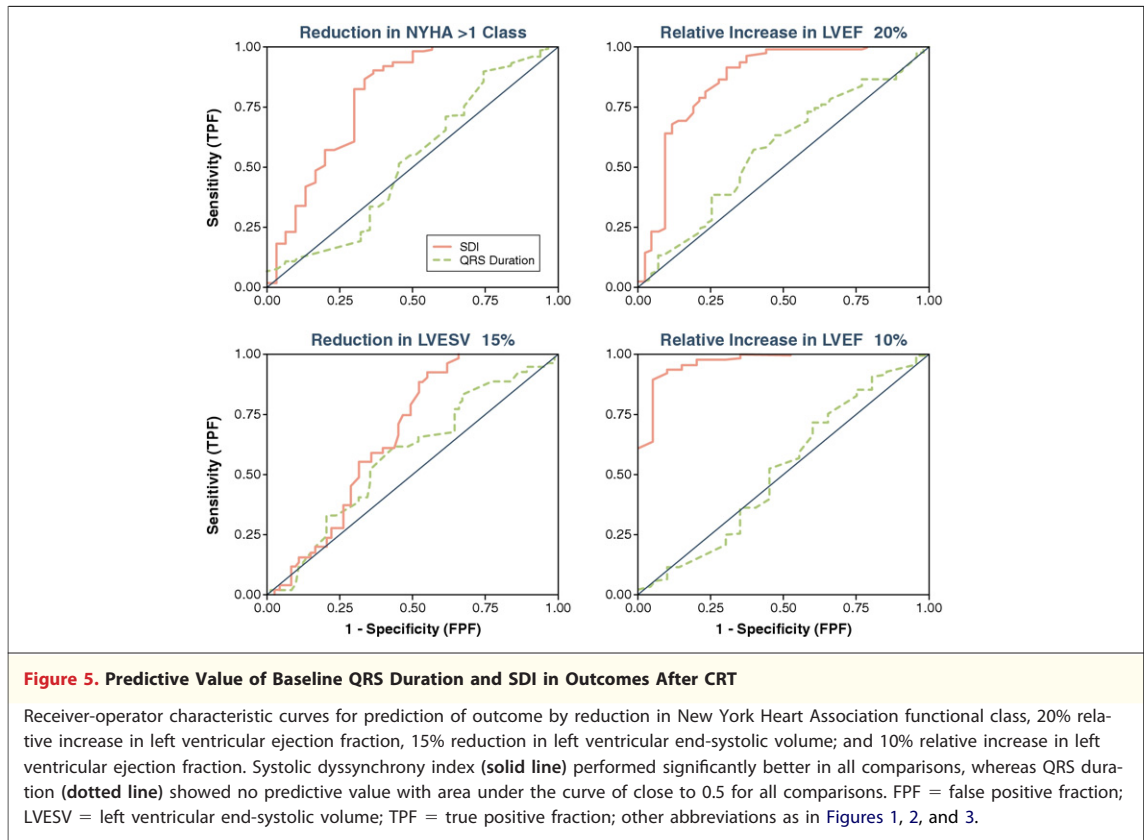 Reduction in NYHA >1 Class
Relative Increase in LVEF 20%
Sensitivity (TPF)
1.00
0.75
0.50
0.25
0.00
0.00 0.25 0.50 0.75 1.00
SDI
QRS Duration
1.00
0.75
0.50
0.25
0.00
0.00 0.25 0.50 0.75 1.00
Reduction in LVESV 15%
Relative Increase in LVEF 10%
Sensitivity (TPF)
1.00
0.75
0.50
0.25
0.00
0.00 0.25 0.50 0.75 1.00
1 - Specificity (FPF)
1.00
0.75
0.50
0.25
0.00
0.00 0.25 0.50 0.75 1.00
1 - Specificity (FPF)
Figure 5. Predictive Value of Baseline QRS Duration and SDI in Outcomes After CRT
Receiver-operator characteristic curves for prediction of outcome by reduction in New York Heart Association functional class, 20% rela-
tive increase in left ventricular ejection fraction, 15% reduction in left ventricular end-systolic volume; and 10% relative increase in left
ventricular ejection fraction. Systolic dyssynchrony index (solid line) performed significantly better in all comparisons, whereas QRS dura-
tion (dotted line) showed no predictive value with area under the curve of close to 0.5 for all comparisons. FPF = false positive fraction;
LVESV = left ventricular end-systolic volume; TPF = true positive fraction; other abbreviations as in Figures 1, 2, and 3.